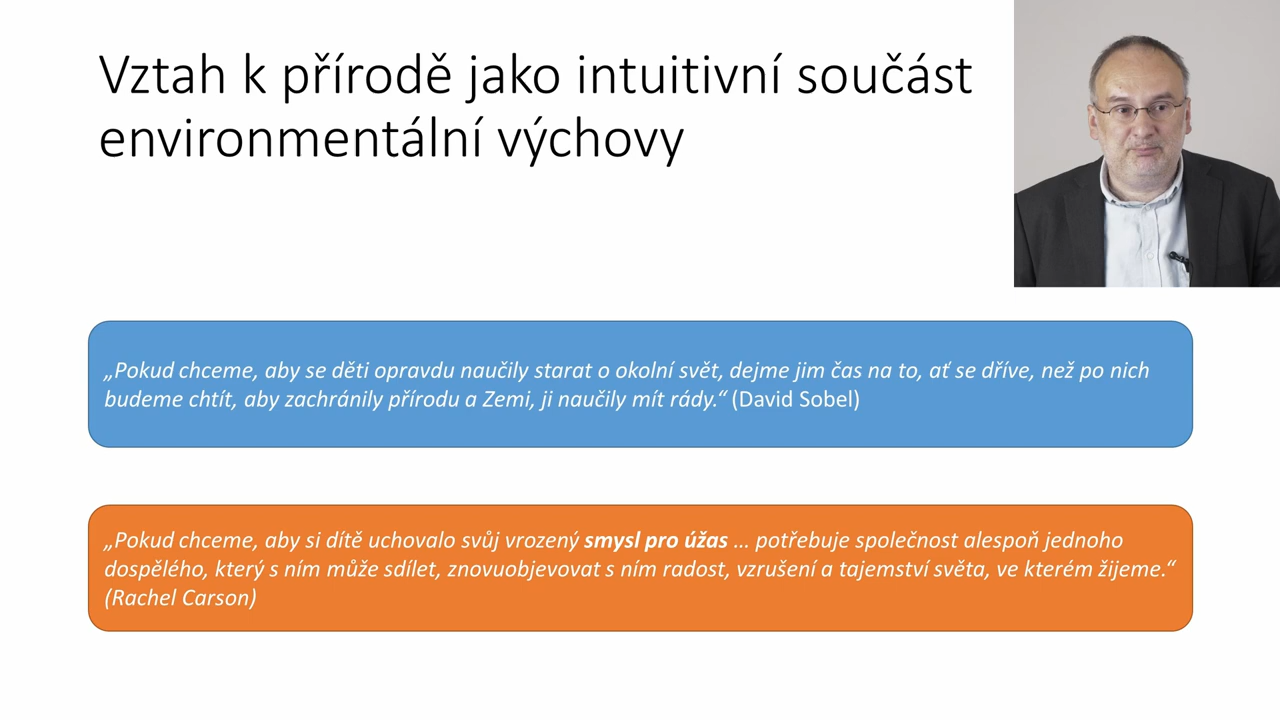 Vztah k přírodě jako intuitivní součást
environmentální výchovy
„Pokud chceme, aby se děti opravdu naučily starat o okolní svět, dejme jim čas na to, ať se dříve, než po nich
budeme chtít, aby zachránily přírodu a Zemi, ji naučily mít rády.“ (David Sobel)
„Pokud chceme, aby si dítě uchovalo svůj vrozený smysl pro úžas ... potřebuje společnost alespoň jednoho
dospělého, který s ním může sdílet, znovuobjevovat s ním radost, vzrušení a tajemství světa, ve kterém žijeme.“
(Rachel Carson)